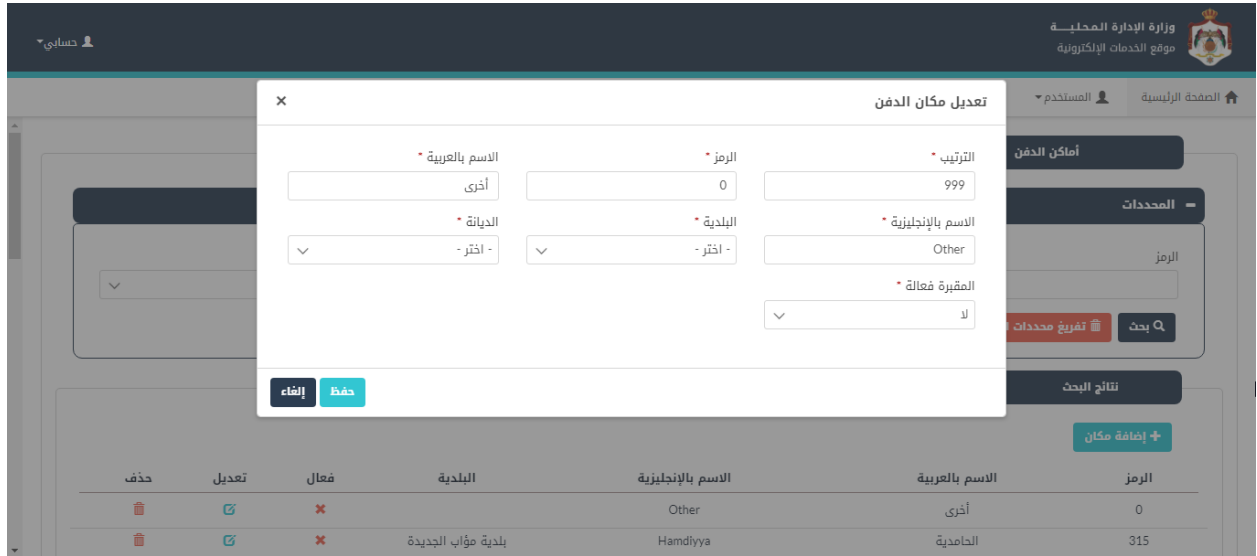 وزارة الإدارة المحليـــة
موقع الخدمات الإلكترونية
حسابي
الصفحة الرئيسية
المستخدم
تعديل مكان الدفن
×
الترتيب *
الرمز *
الاسم بالعربية *
999
0
أخرى
الاسم بالإنجليزية *
البلدية *
الديانة *
Other
- اختر -
- اختر -
المقبرة فعالة *
لا
حفظ
إلغاء
أماكن الدفن
المحددات
الرمز
بحث
تفريغ محددات
نتائج البحث
إضافة مكان
الرمز
الاسم بالعربية
الاسم بالإنجليزية
البلدية
فعال
تعديل
حذف
0
أخرى
Other
315
الحامدية
Hamdiyya
بلدية مؤاب الجديدة